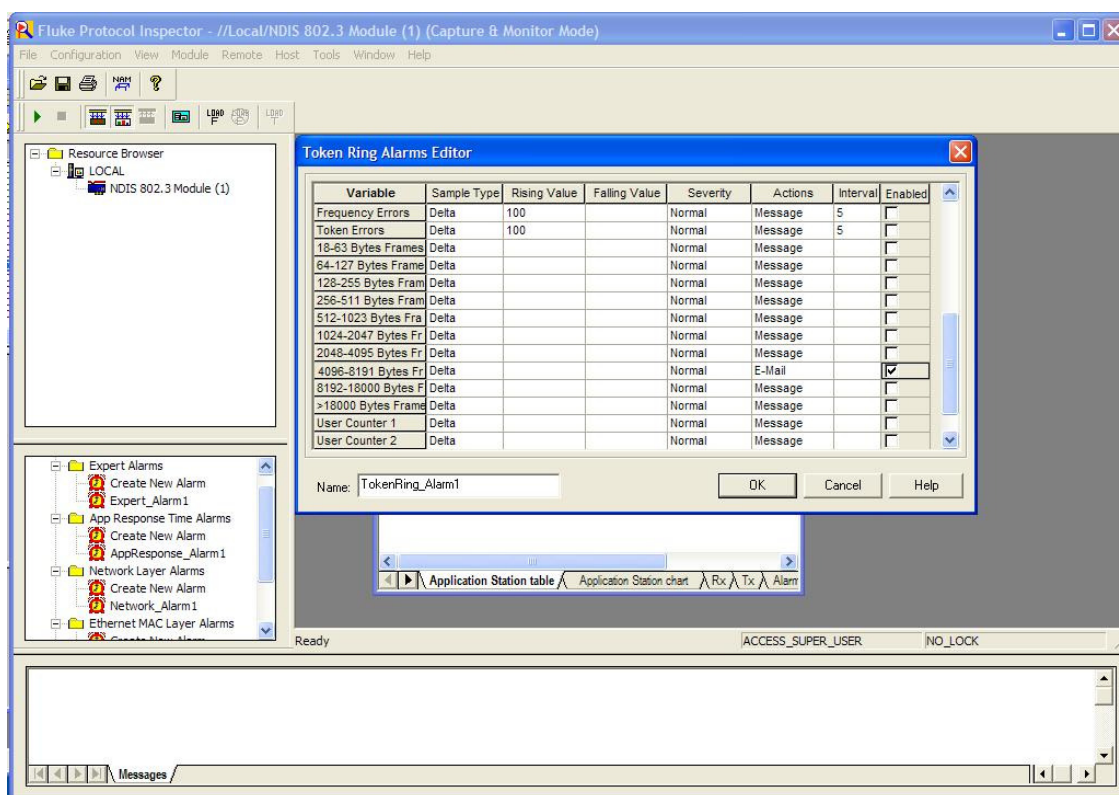 Fluke Protocol Inspector - //Local/NDIS 802.3 Module (1) (Capture & Monitor Mode)
File Configuration View Module Remote Host Tools Window Help
NAM
LOAD F LOAD T
Resource Browser
LOCAL
NDIS 802.3 Module (1)
Token Ring Alarms Editor
Variable Sample Type Rising Value Falling Value Severity Actions Interval Enabled
Frequency Errors Delta 100 Normal Message 5
Token Errors Delta 100 Normal Message 5
18-63 Bytes Frames Delta Normal Message
64-127 Bytes Frame Delta Normal Message
128-255 Bytes Fram Delta Normal Message
256-511 Bytes Fram Delta Normal Message
512-1023 Bytes Fra Delta Normal Message
1024-2047 Bytes Fr Delta Normal Message
2048-4095 Bytes Fr Delta Normal Message
4096-8191 Bytes Fr Delta Normal E-Mail
8192-18000 Bytes F Delta Normal Message
>18000 Bytes Frame Delta Normal Message
User Counter 1 Delta Normal Message
User Counter 2 Delta Normal Message
Name: TokenRing_Alarm1
OK Cancel Help
Expert Alarms
Create New Alarm
Expert_Alarm1
App Response Time Alarms
Create New Alarm
AppResponse_Alarm1
Network Layer Alarms
Create New Alarm
Network_Alarm1
Ethernet MAC Layer Alarms
Create New Alarm
Application Station table Application Station chart Rx Tx Alarm
Ready ACCESS_SUPER_USER NO_LOCK
Messages